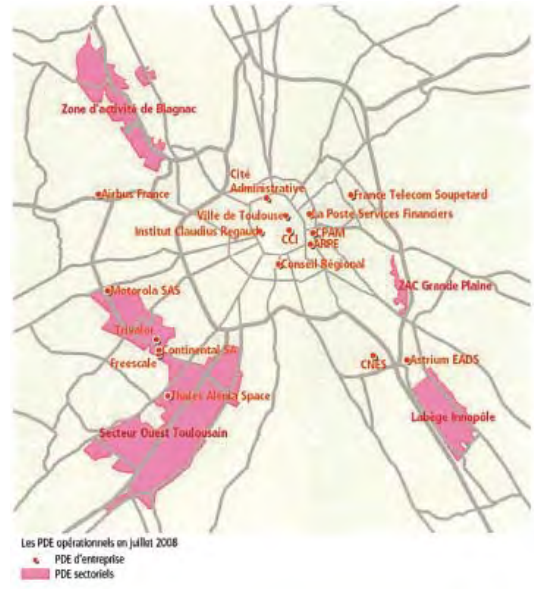 Zone d'activité de Blagnac
Cité
Administrative
Airbus France
France Telecom Soupetard
Ville de Toulouse
La Poste Services Financiers
Institut Claudius Regaud
CCI
CPAM
ARPE
Conseil Régional
Motorola SAS
ZAC Grande Plaine
Trivalor
Continental SA
Freescale
CNES
Astrium EADS
Thales Alenia Space
Labège Innopôle
Secteur Ouest Toulousain
Les PDE opérationnels en juillet 2008
PDE d'entreprise
PDE sectoriels